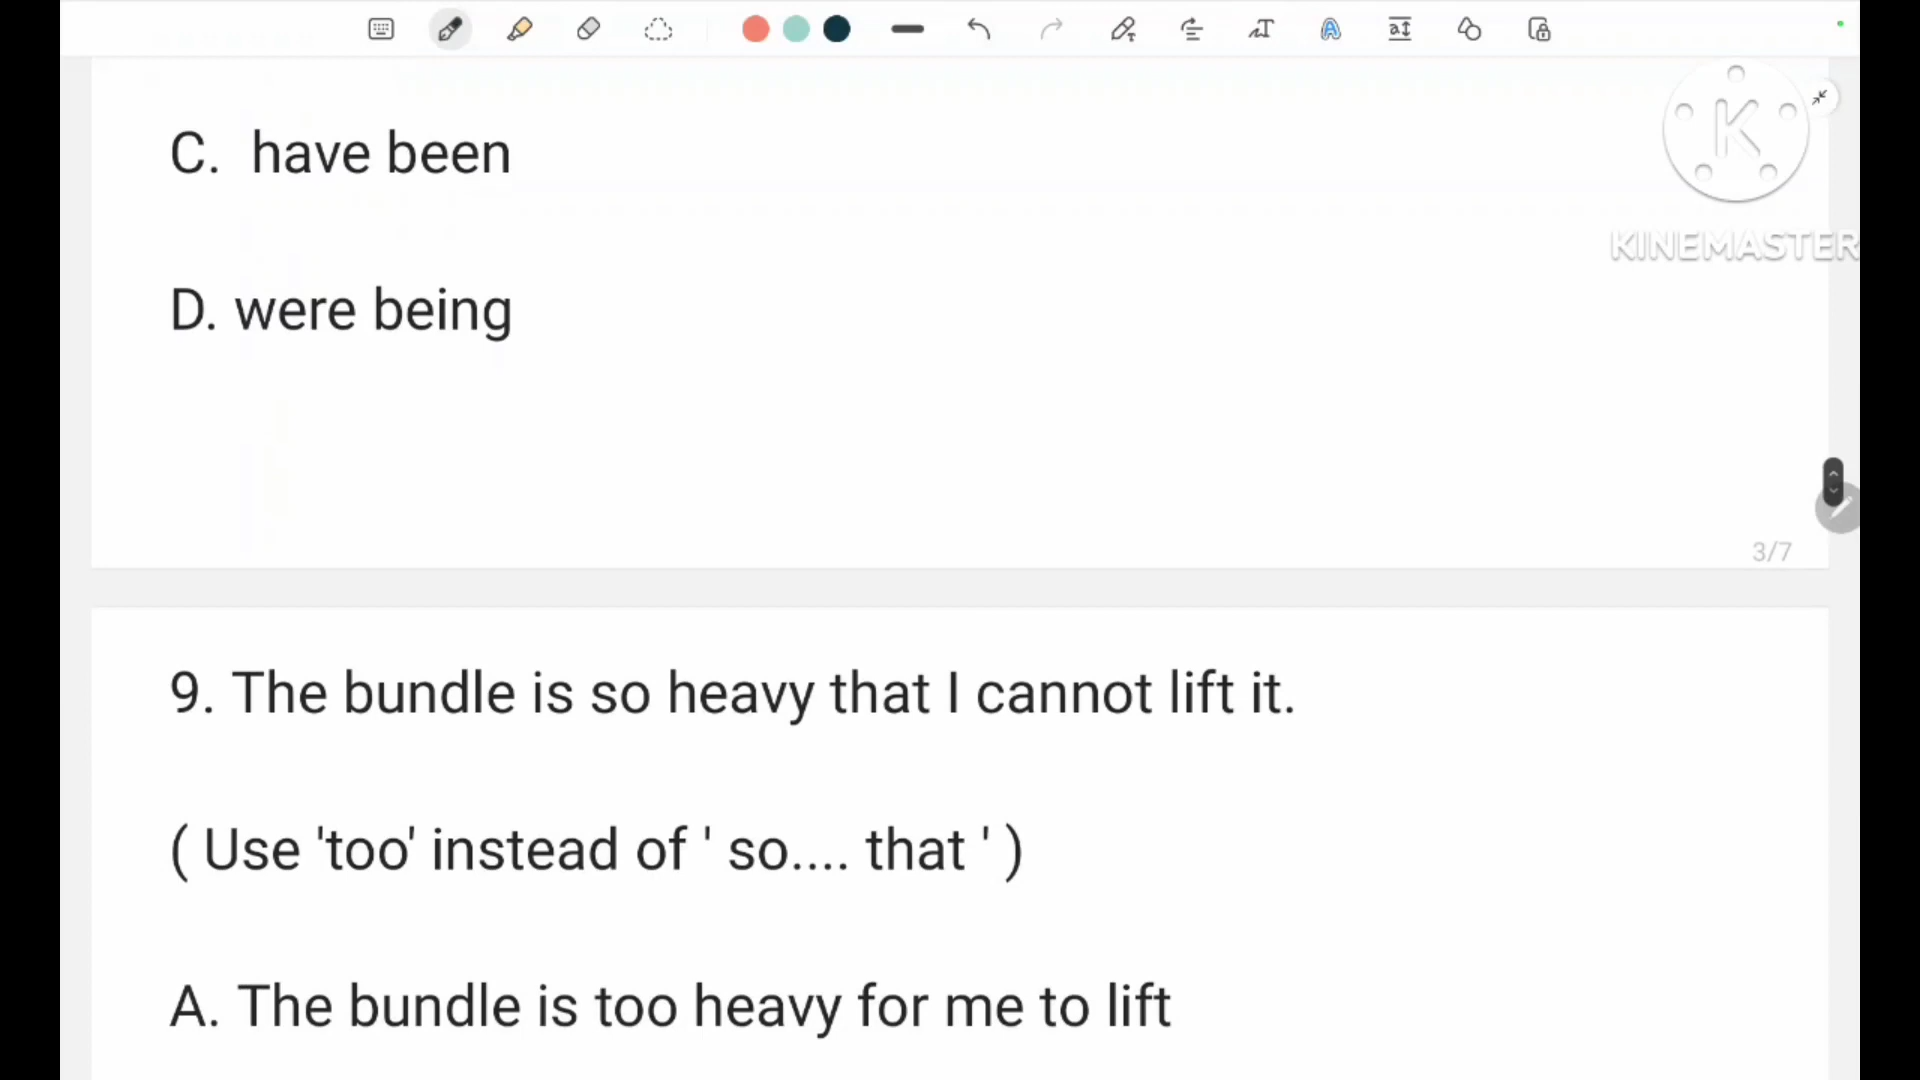 C. have been
D. were being
K
KINEMASTER
3/7
9. The bundle is so heavy that I cannot lift it.
( Use 'too' instead of ' so.... that ' )
A. The bundle is too heavy for me to lift